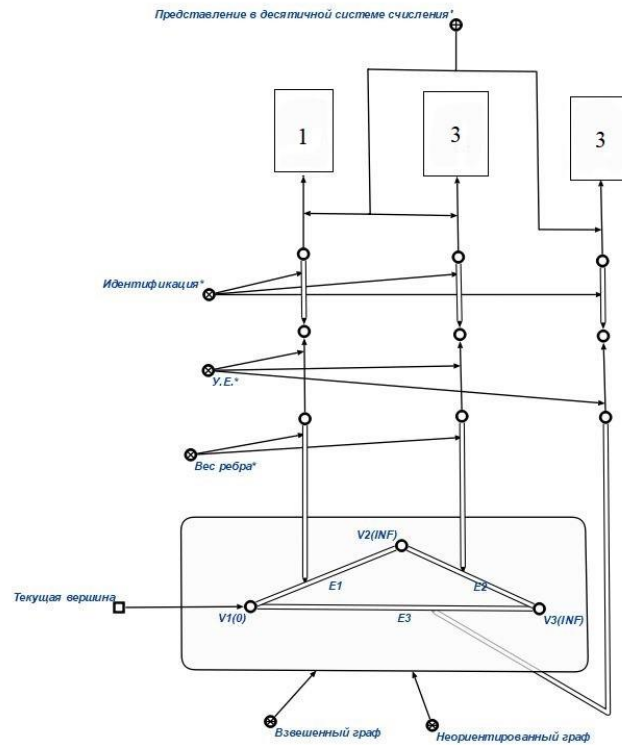 Представление в десятичной системе счисления*
1
3
3
Идентификация*
У.Е.*
Вес ребра*
V2(INF)
Текущая вершина
E1
E2
V1(0)
E3
V3(INF)
Взвешенный граф
Неориентированный граф